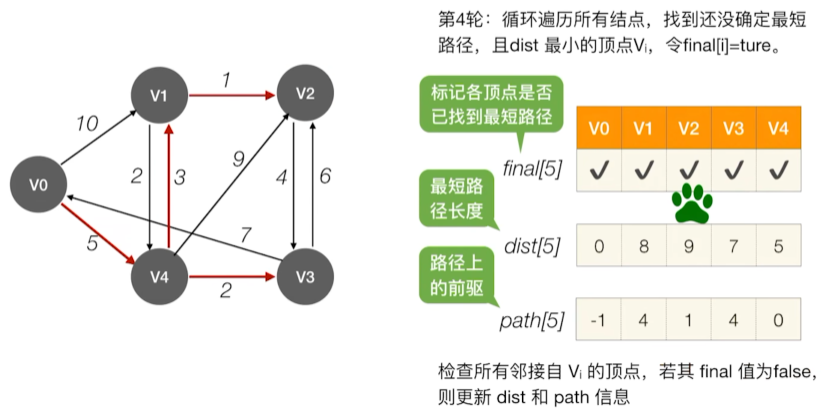 第4轮：循环遍历所有结点，找到还没确定最短
路径，且dist 最小的顶点Vi，令final[i]=ture。
标记各顶点是否
已找到最短路径
V0 V1 V2 V3 V4
final[5] ✓ ✓ ✓ ✓ ✓
最短路
径长度
dist[5] 0 8 9 7 5
路径上
的前驱
path[5] -1 4 1 4 0
检查所有邻接自 Vi 的顶点，若其 final 值为false，
则更新 dist 和 path 信息
V1
1
V2
10
V0
2
3
9
4
6
5
7
V4
2
V3